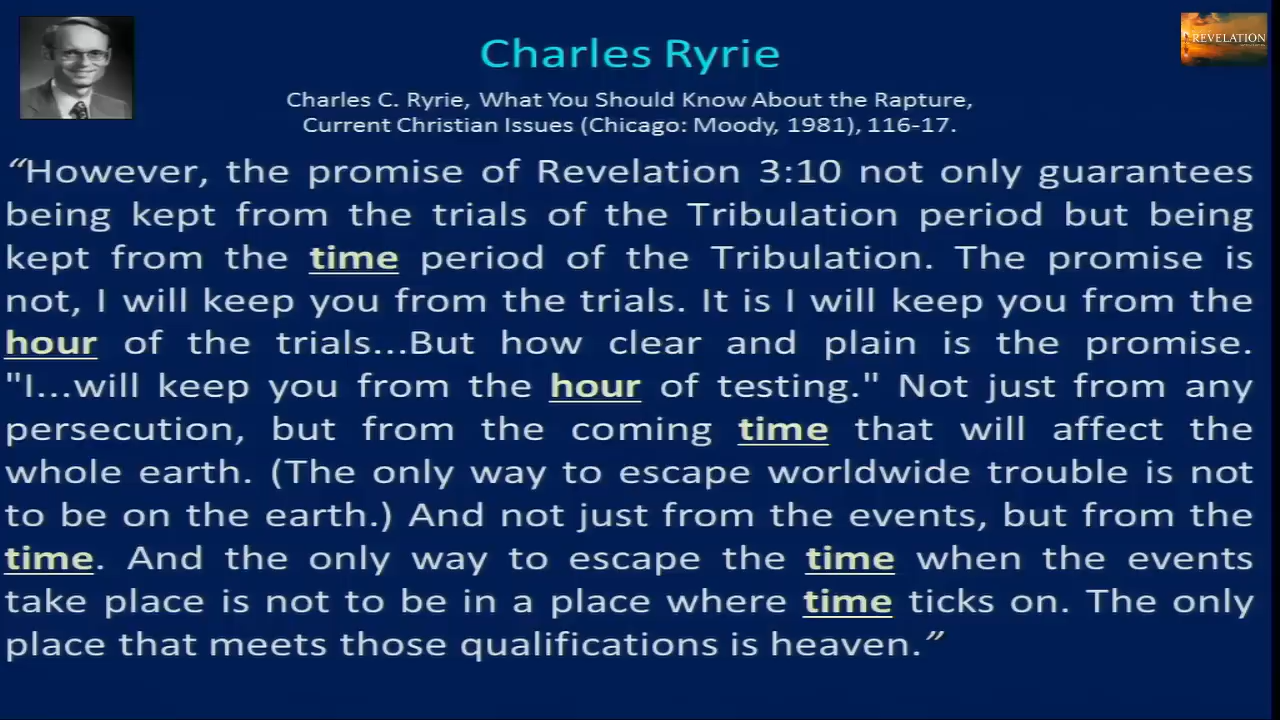 Charles Ryrie
REVELATION
Charles C. Ryrie, What You Should Know About the Rapture,
Current Christian Issues (Chicago: Moody, 1981), 116-17.
“However, the promise of Revelation 3:10 not only guarantees
being kept from the trials of the Tribulation period but being
kept from the time period of the Tribulation. The promise is
not, I will keep you from the trials. It is I will keep you from the
hour of the trials...But how clear and plain is the promise.
"I...will keep you from the hour of testing." Not just from any
persecution, but from the coming time that will affect the
whole earth. (The only way to escape worldwide trouble is not
to be on the earth.) And not just from the events, but from the
time. And the only way to escape the time when the events
take place is not to be in a place where time ticks on. The only
place that meets those qualifications is heaven.”